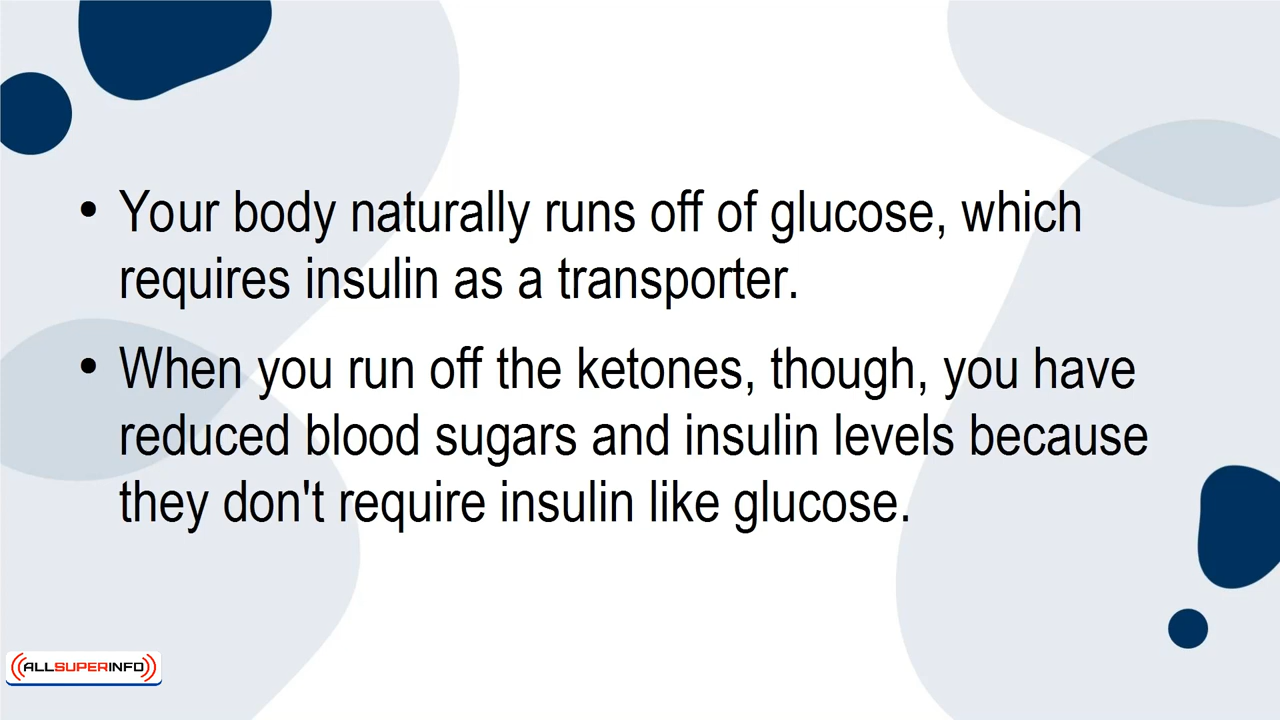 • Your body naturally runs off of glucose, which
requires insulin as a transporter.
• When you run off the ketones, though, you have
reduced blood sugars and insulin levels because
they don't require insulin like glucose.
ALLSUPERINFO